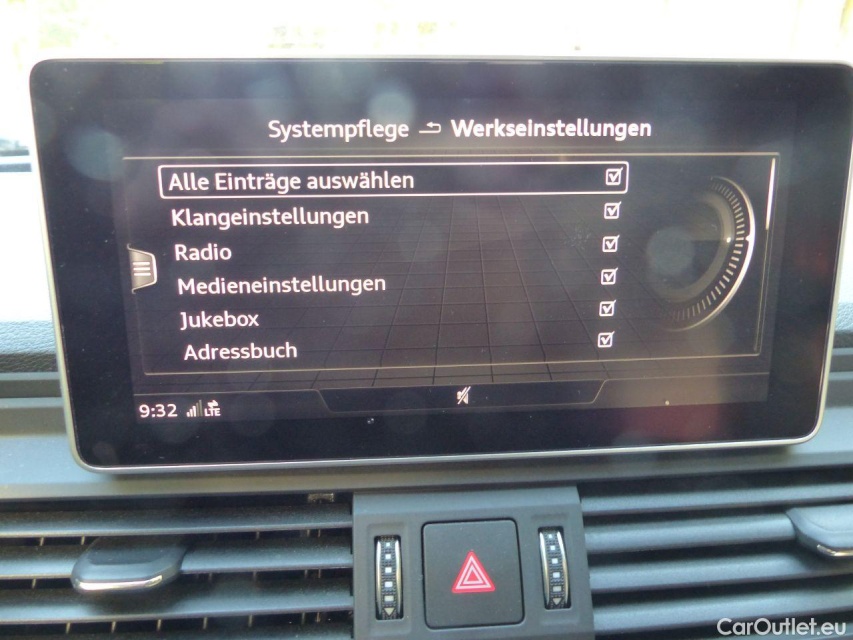 Systempflege Werkseinstellungen
Alle Einträge auswählen
Klangeinstellungen
Radio
Medieneinstellungen
Jukebox
Adressbuch
9:32 LTE
CarOutlet.eu